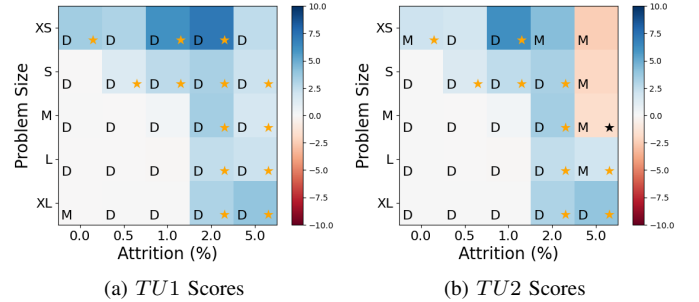 Problem Size
XS D ★ D D ★ D ★ D
S D D ★ D ★ D ★ D ★
M D D D D ★ D ★
L D D D D ★ D ★
XL M D D D ★ D ★
0.0 0.5 1.0 2.0 5.0
Attrition (%)
10.0
7.5
5.0
2.5
0.0
−2.5
−5.0
−7.5
−10.0
(a) TU1 Scores
Problem Size
XS M ★ D D ★ M M
S D D ★ D ★ D ★ M
M D D D D ★ M ★
L D D D D ★ M ★
XL D D D D ★ D ★
0.0 0.5 1.0 2.0 5.0
Attrition (%)
10.0
7.5
5.0
2.5
0.0
−2.5
−5.0
−7.5
−10.0
(b) TU2 Scores